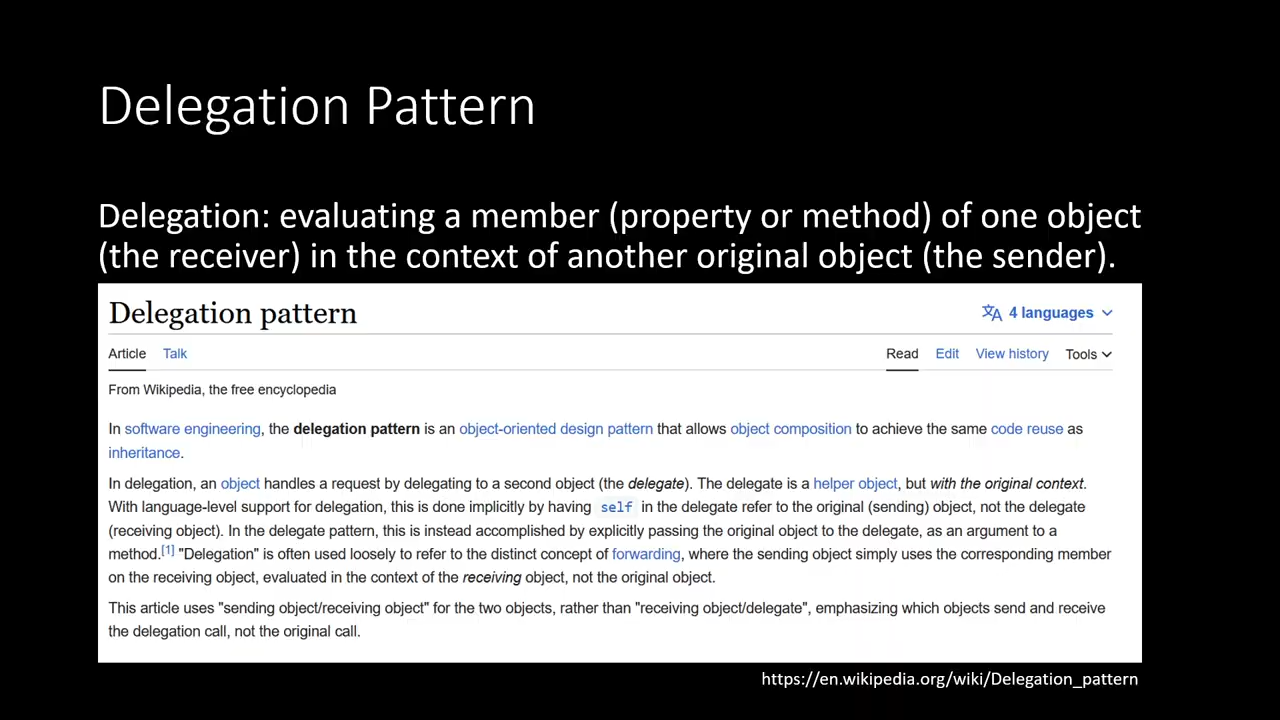 Delegation Pattern
Delegation: evaluating a member (property or method) of one object
(the receiver) in the context of another original object (the sender).
Delegation pattern
4 languages
Article Talk
Read Edit View history Tools
From Wikipedia, the free encyclopedia
In software engineering, the delegation pattern is an object-oriented design pattern that allows object composition to achieve the same code reuse as
inheritance.
In delegation, an object handles a request by delegating to a second object (the delegate). The delegate is a helper object, but with the original context.
With language-level support for delegation, this is done implicitly by having self in the delegate refer to the original (sending) object, not the delegate
(receiving object). In the delegate pattern, this is instead accomplished by explicitly passing the original object to the delegate, as an argument to a
method.[1] "Delegation" is often used loosely to refer to the distinct concept of forwarding, where the sending object simply uses the corresponding member
on the receiving object, evaluated in the context of the receiving object, not the original object.
This article uses "sending object/receiving object" for the two objects, rather than "receiving object/delegate", emphasizing which objects send and receive
the delegation call, not the original call.
https://en.wikipedia.org/wiki/Delegation_pattern